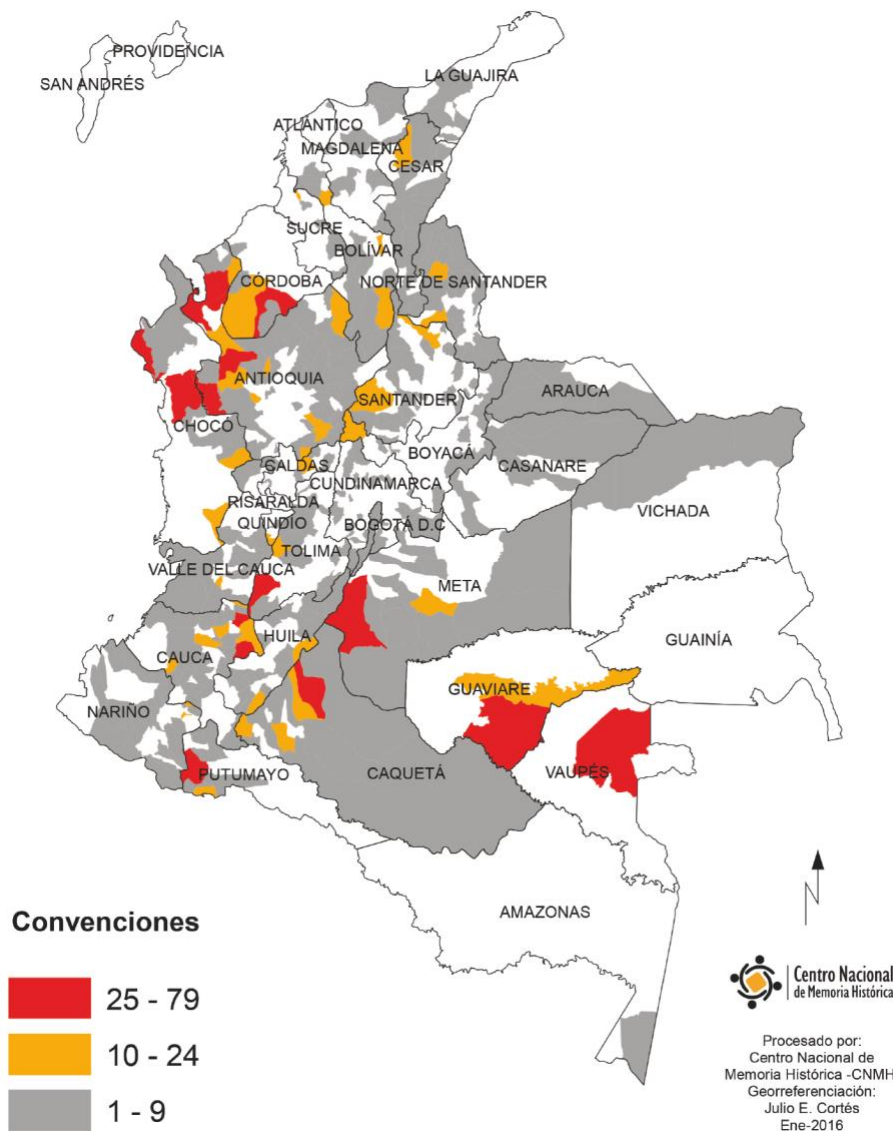 PROVIDENCIA
SAN ANDRÉS
LA GUAJIRA
ATLÁNTICO
MAGDALENA
CESAR
SUCRE
BOLÍVAR
CÓRDOBA
NORTE DE SANTANDER
ANTIOQUIA
SANTANDER
ARAUCA
CHOCÓ
BOYACÁ
CALDAS
CASANARE
CUNDINAMARCA
RISARALDA
VICHADA
QUINDÍO
BOGOTÁ D.C
TOLIMA
VALLE DEL CAUCA
META
HUILA
GUAINÍA
CAUCA
GUAVIARE
NARIÑO
PUTUMAYO
CAQUETÁ
VAUPÉS
AMAZONAS
Convenciones
25 - 79
10 - 24
1 - 9
Centro Nacional
de Memoria Histórica
Procesado por:
Centro Nacional de
Memoria Histórica -CNMH
Georreferenciación:
Julio E. Cortés
Ene-2016